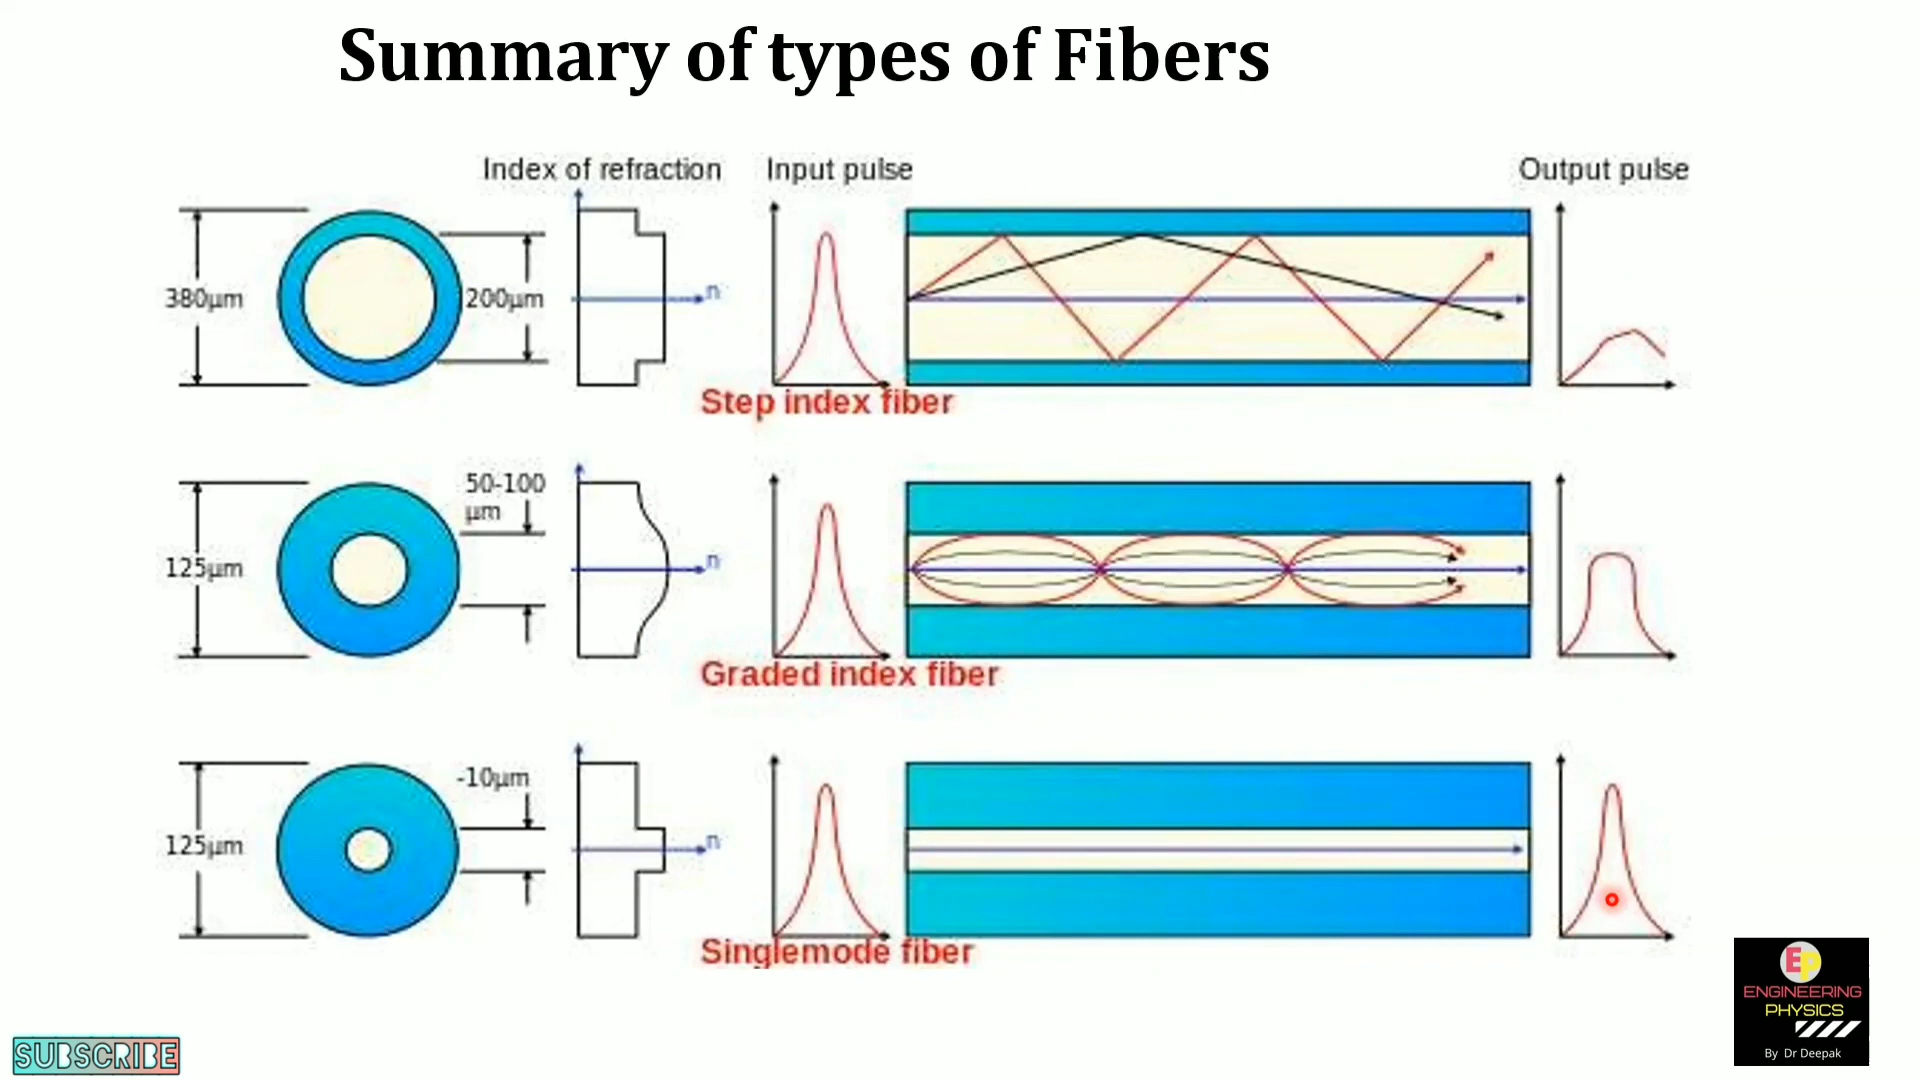 Summary of types of Fibers
Index of refraction
Input pulse
Output pulse
380µm
200µm
n
Step index fiber
50-100
µm
125µm
n
Graded index fiber
-10µm
125µm
n
Singlemode fiber
Ep
ENGINEERING
PHYSICS
By Dr Deepak
SUBSCRIBE